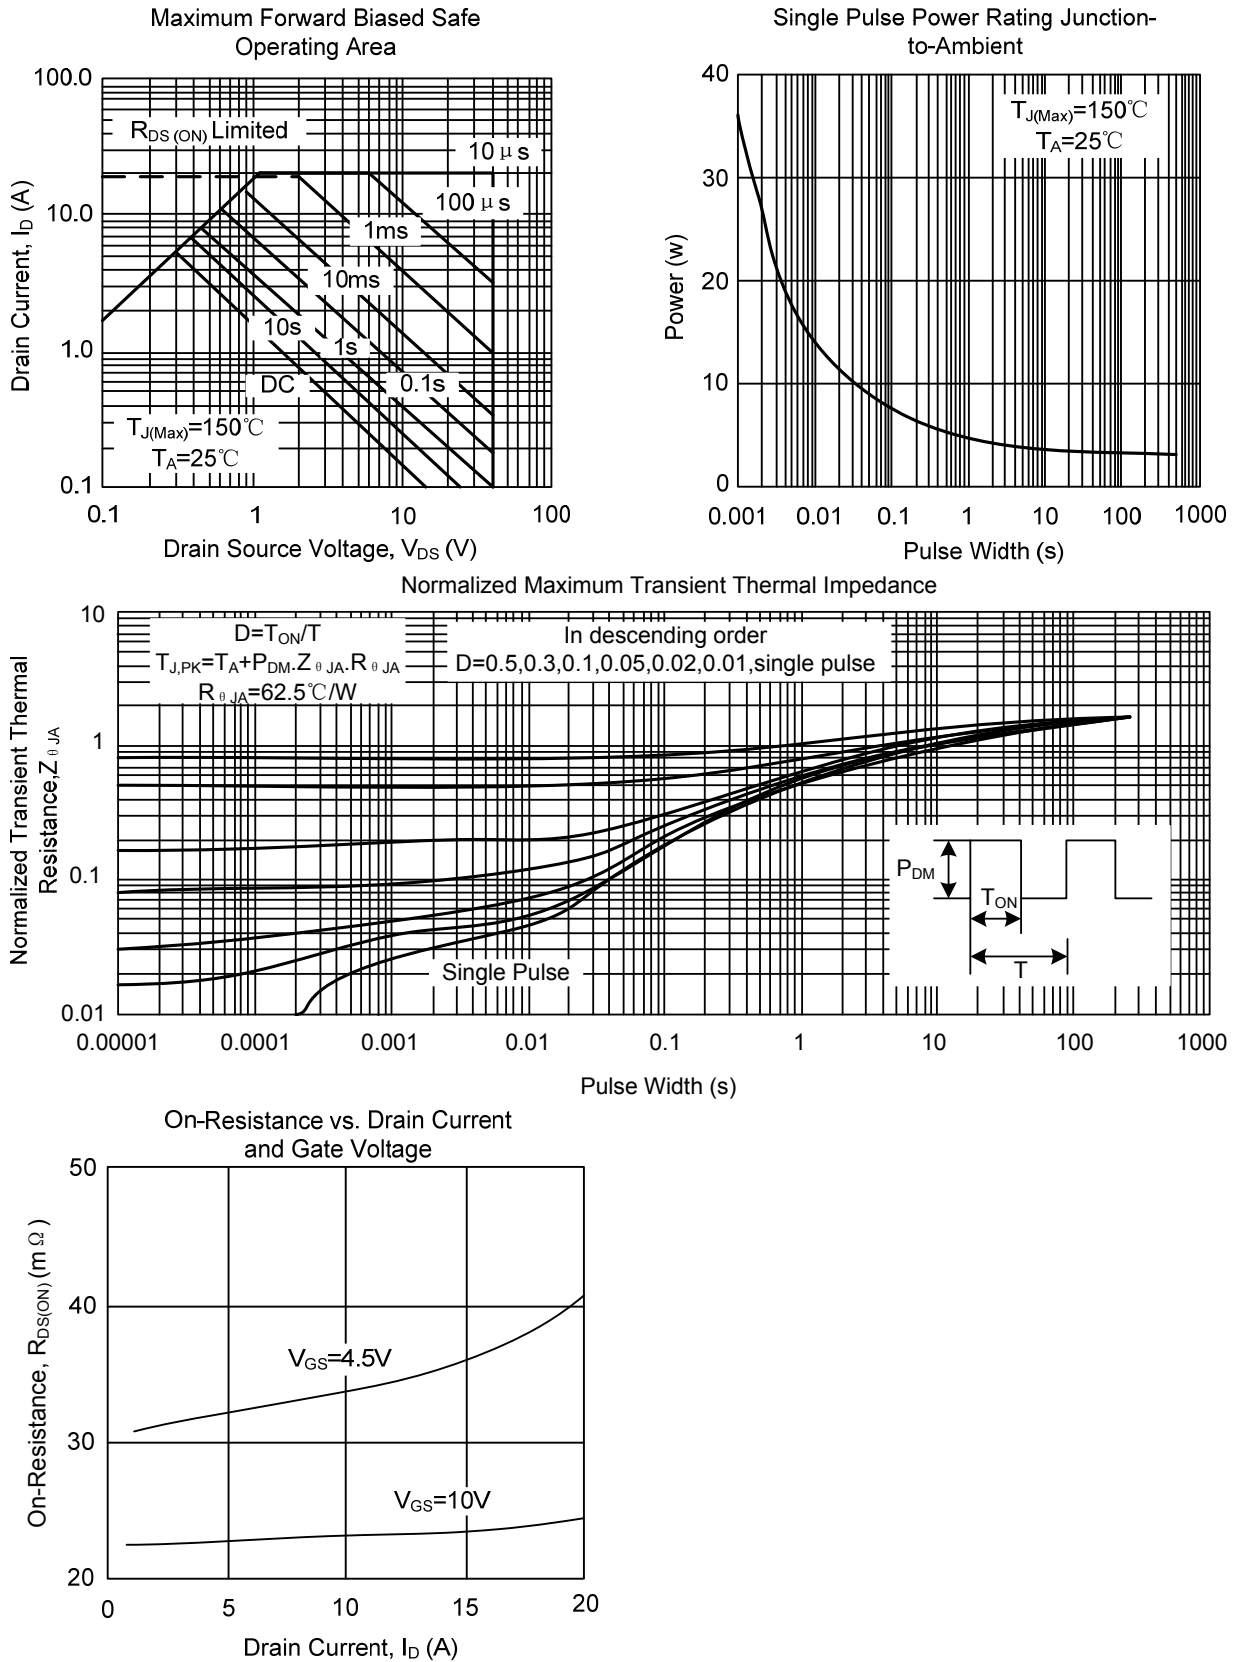 Maximum Forward Biased Safe
Operating Area
100.0
10.0
1.0
0.1
Drain Current, ID (A)
RDS (ON) Limited
10 μs
100 μs
1ms
10ms
10s
1s
DC
0.1s
TJ(Max)=150℃
TA=25℃
0.1 1 10 100
Drain Source Voltage, VDS (V)
Single Pulse Power Rating Junction-
to-Ambient
40
30
20
10
0
Power (w)
TJ(Max)=150℃
TA=25℃
0.001 0.01 0.1 1 10 100 1000
Pulse Width (s)
Normalized Maximum Transient Thermal Impedance
10
1
0.1
0.01
Normalized Transient Thermal
Resistance,ZθJA
D=TON/T
TJ,PK=TA+PDM.ZθJA.RθJA
RθJA=62.5℃/W
In descending order
D=0.5,0.3,0.1,0.05,0.02,0.01,single pulse
Single Pulse
PDM
TON
T
0.00001 0.0001 0.001 0.01 0.1 1 10 100 1000
Pulse Width (s)
On-Resistance vs. Drain Current
and Gate Voltage
50
40
30
20
On-Resistance, RDS(ON) (mΩ)
VGS=4.5V
VGS=10V
0 5 10 15 20
Drain Current, ID (A)